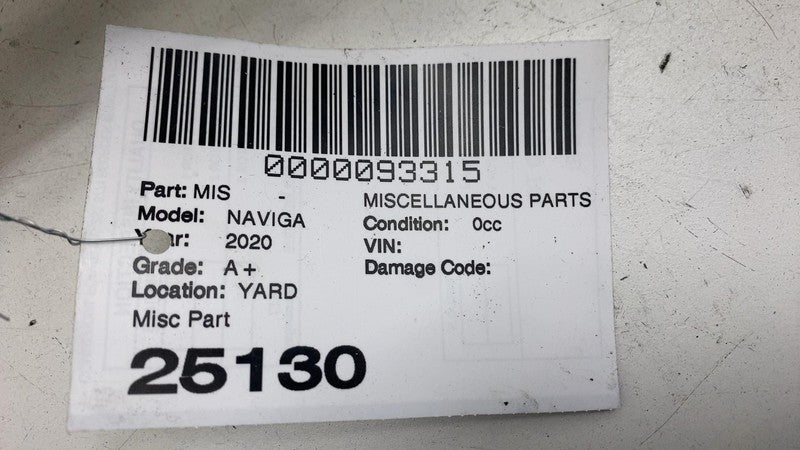 0000093315
Part: MIS - MISCELLANEOUS PARTS
Model: NAVIGA Condition: 0cc
2020 VIN:
Grade: A+ Damage Code:
Location: YARD
Misc Part
25130